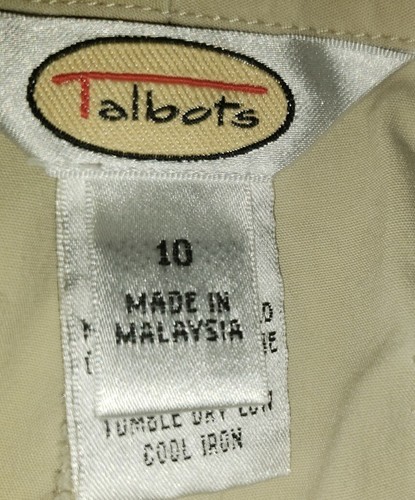 Talbots
10
MADE IN
MALAYSIA
TUMBLE DRY LOW
COOL IRON